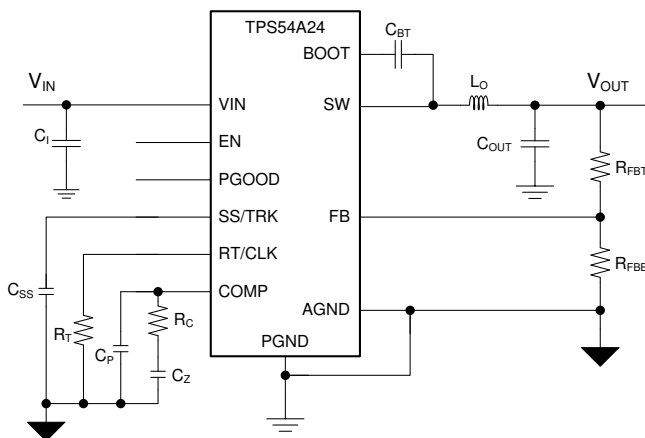 TPS54A24
BOOT
C_BT
V_IN
VIN
SW
L_O
V_OUT
C_I
EN
C_OUT
R_FBT
PGOOD
SS/TRK
FB
RT/CLK
C_SS
COMP
R_FBB
R_T
C_P
R_C
AGND
PGND
C_Z